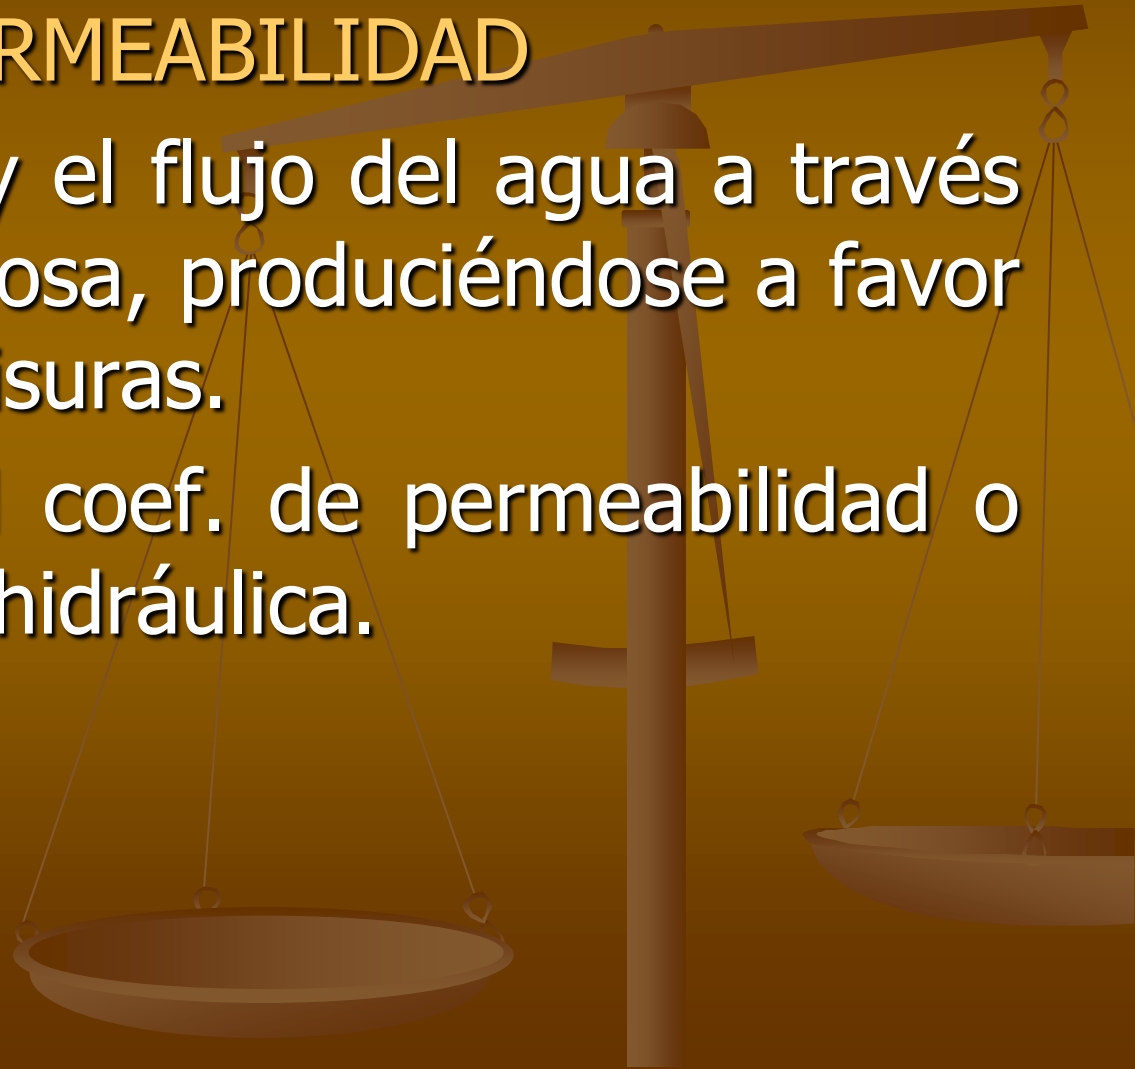 RMEABILIDAD
y el flujo del agua a través
osa, produciéndose a favor
isuras.
coef. de permeabilidad o
hidráulica.